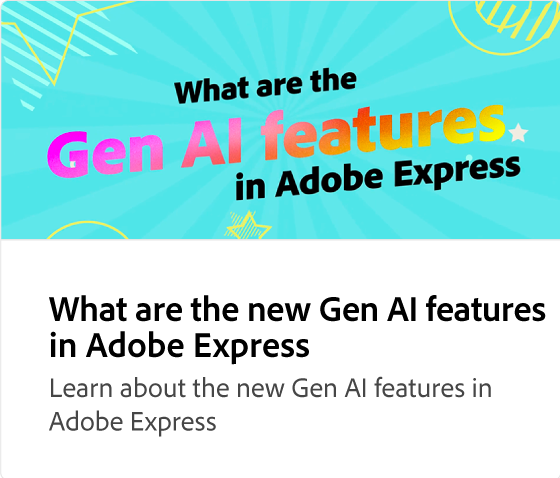 What are the
Gen AI features
in Adobe Express
What are the new Gen AI features
in Adobe Express
Learn about the new Gen AI features in
Adobe Express